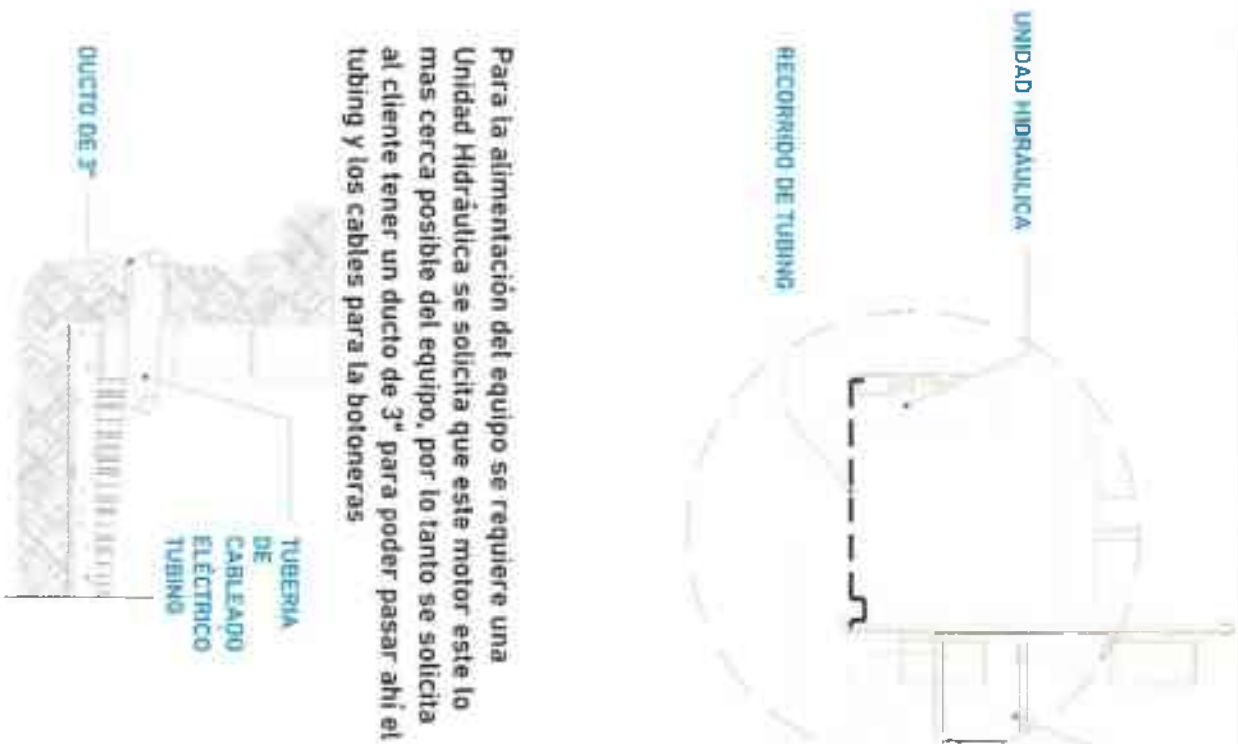 UNIDAD HIDRÁULICA
RECORRIDO DE TUBING
Para la alimentación del equipo se requiere una
Unidad Hidráulica se solicita que este motor este lo
mas cerca posible del equipo, por lo tanto se solicita
al cliente tener un ducto de 3" para poder pasar ahí el
tubing y los cables para la botoneras
DUCTO DE 3"
TUBERIA
DE
CABLEADO
ELÉCTRICO
TUBING